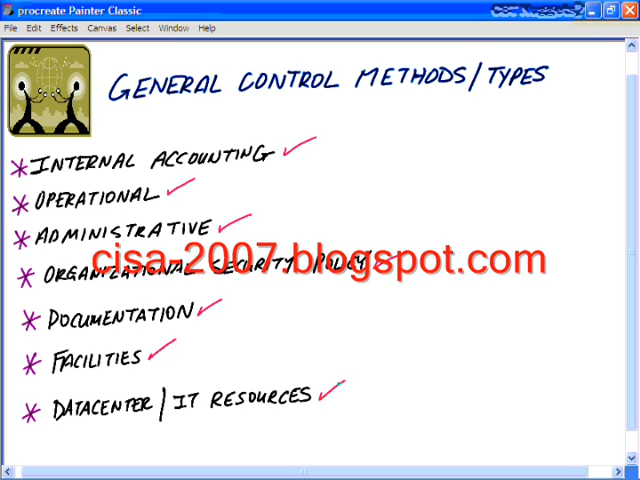 procreate Painter Classic
File Edit Effects Canvas Select Window Help
GENERAL CONTROL METHODS/TYPES
* INTERNAL ACCOUNTING ✓
* OPERATIONAL ✓
* ADMINISTRATIVE ✓
cisa-2007.blogspot.com
* ORGANIZATIONAL SECURITY POLICY ✓
* DOCUMENTATION ✓
* FACILITIES ✓
* DATACENTER/IT RESOURCES ✓